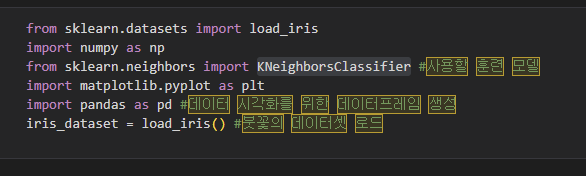 from sklearn.datasets import load_iris
import numpy as np
from sklearn.neighbors import KNeighborsClassifier #사용할 훈련 모델
import matplotlib.pyplot as plt
import pandas as pd #데이터 시각화를 위한 데이터프레임 생성
iris_dataset = load_iris() #붓꽃의 데이터셋 로드